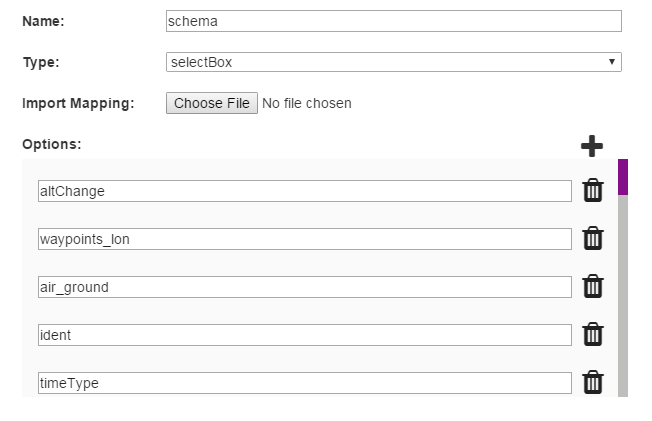 Name: schema
Type: selectBox
Import Mapping: Choose File No file chosen
Options:
altChange
waypoints_lon
air_ground
ident
timeType